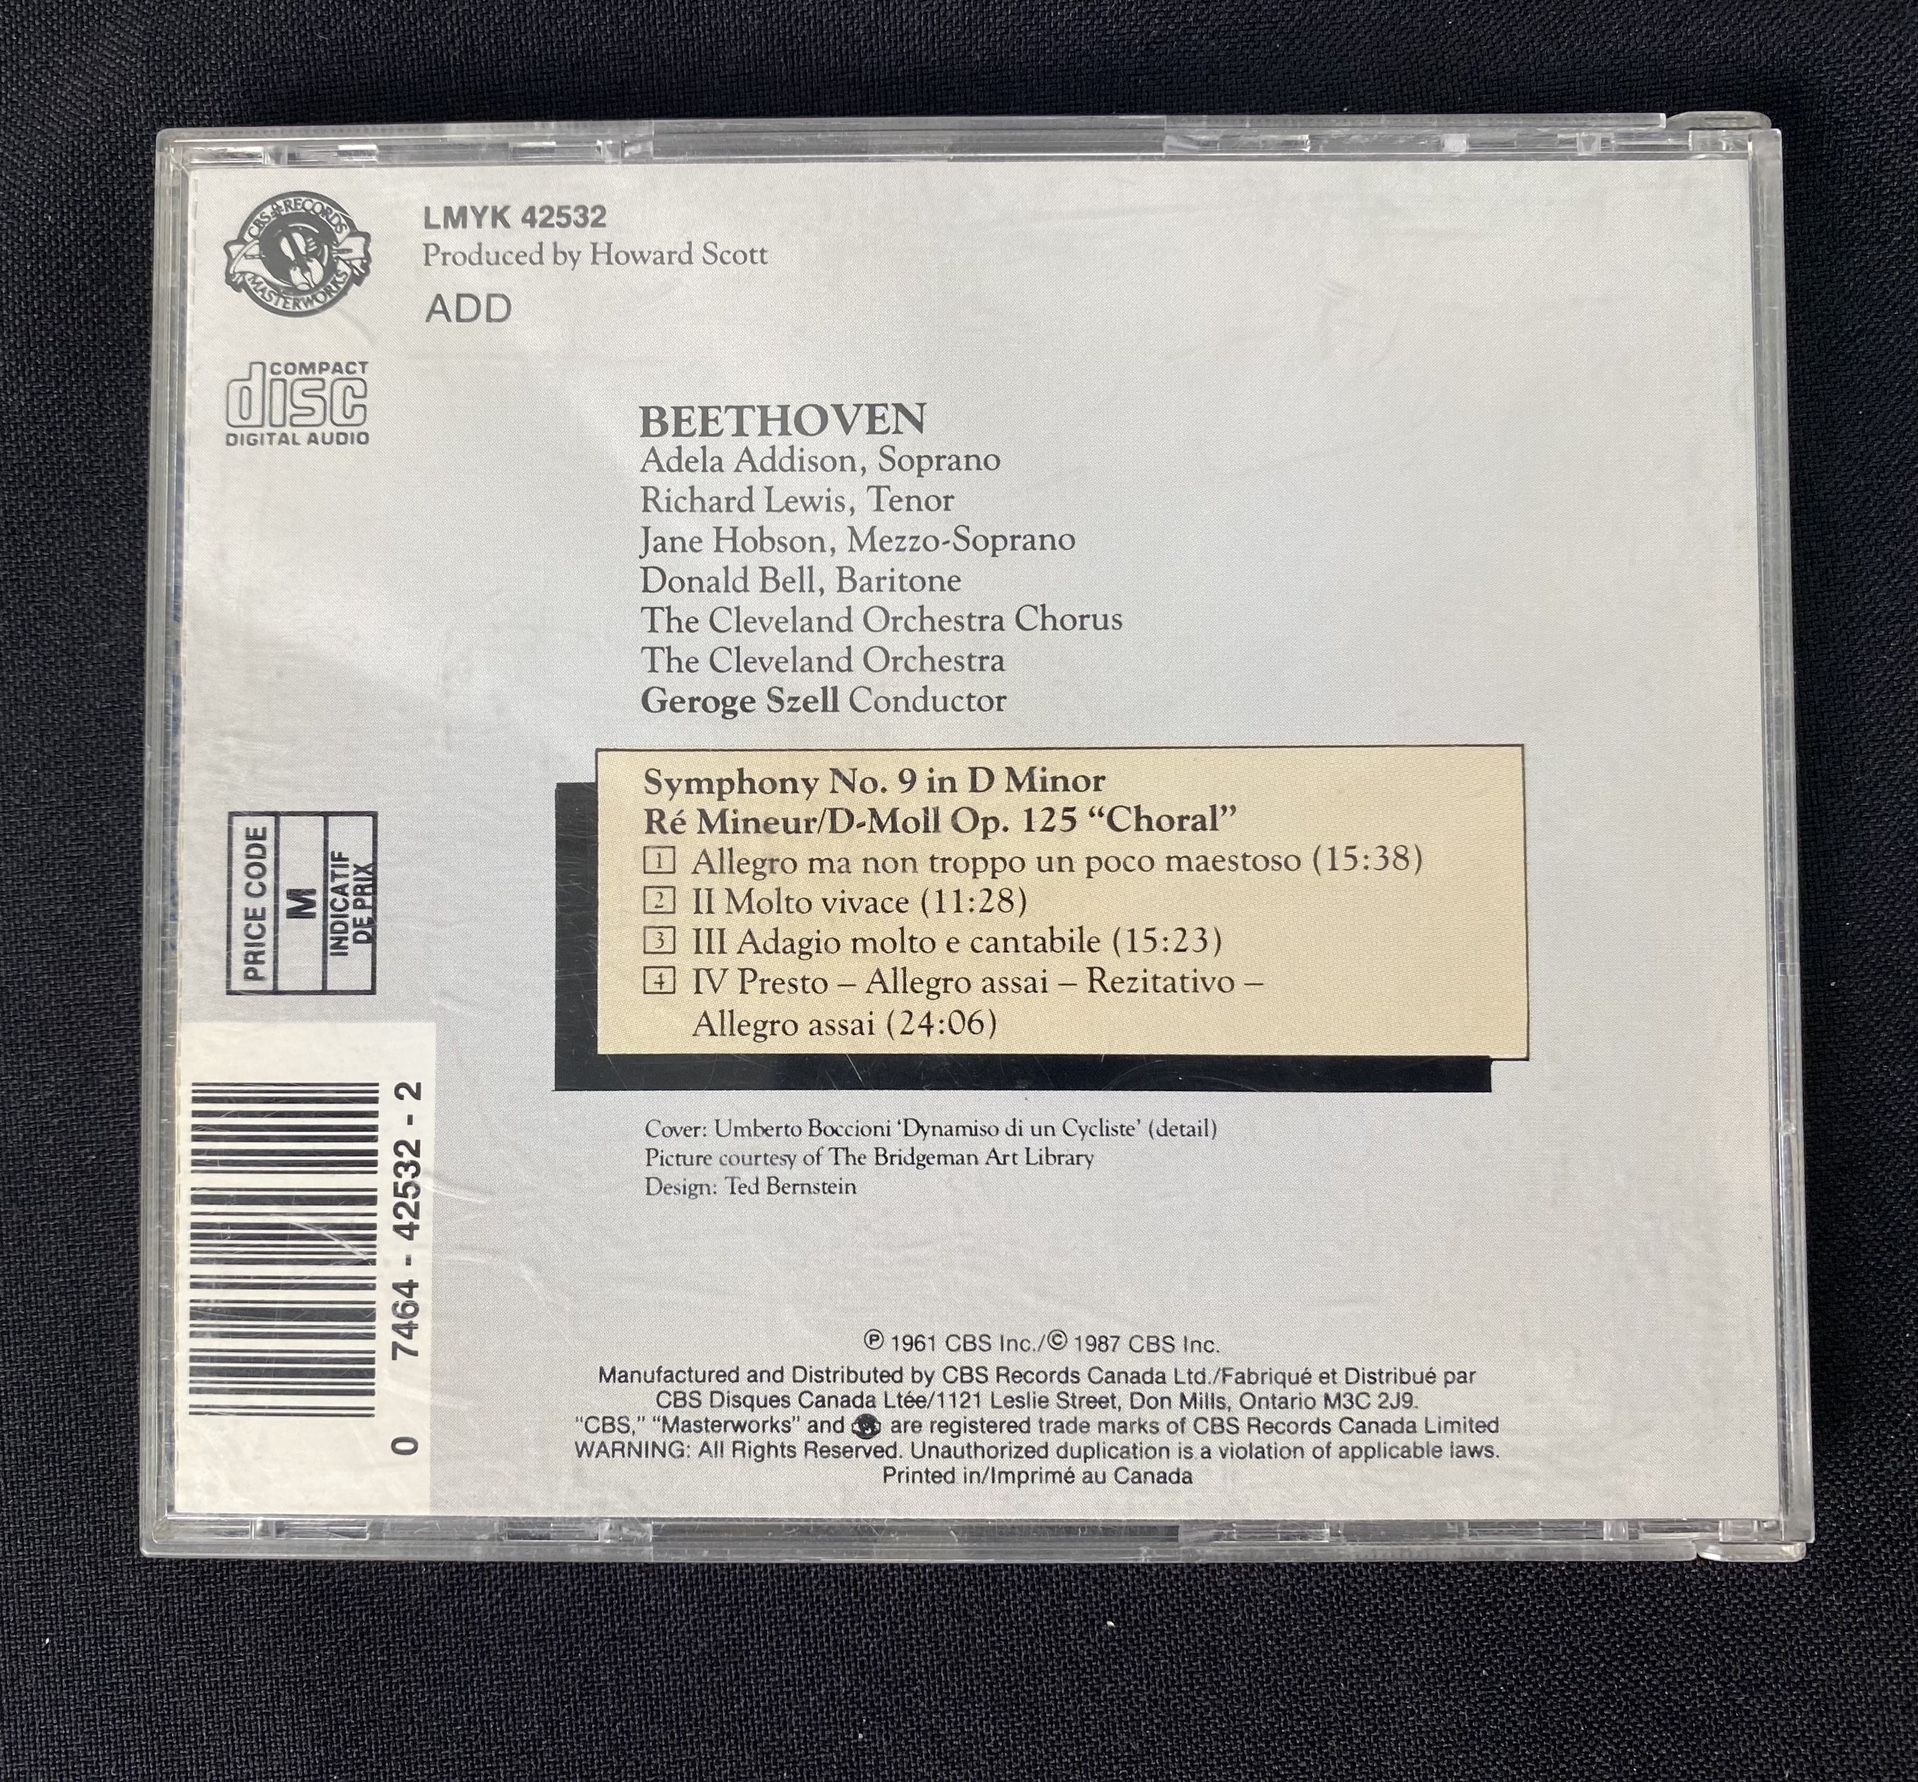 CBS RECORDS
MASTERWORKS
LMYK 42532
Produced by Howard Scott
ADD
COMPACT
disc
DIGITAL AUDIO
BEETHOVEN
Adela Addison, Soprano
Richard Lewis, Tenor
Jane Hobson, Mezzo-Soprano
Donald Bell, Baritone
The Cleveland Orchestra Chorus
The Cleveland Orchestra
Geroge Szell Conductor
Symphony No. 9 in D Minor
Ré Mineur/D-Moll Op. 125 “Choral”
1 Allegro ma non troppo un poco maestoso (15:38)
2 II Molto vivace (11:28)
3 III Adagio molto e cantabile (15:23)
4 IV Presto – Allegro assai – Rezitativo –
Allegro assai (24:06)
PRICE CODE
M
INDICATIF
DE PRIX
0 7464 - 42532 - 2
Cover: Umberto Boccioni ‘Dynamiso di un Cycliste’ (detail)
Picture courtesy of The Bridgeman Art Library
Design: Ted Bernstein
℗ 1961 CBS Inc./© 1987 CBS Inc.
Manufactured and Distributed by CBS Records Canada Ltd./Fabriqué et Distribué par
CBS Disques Canada Ltée/1121 Leslie Street, Don Mills, Ontario M3C 2J9.
“CBS,” “Masterworks” and are registered trade marks of CBS Records Canada Limited
WARNING: All Rights Reserved. Unauthorized duplication is a violation of applicable laws.
Printed in/Imprimé au Canada